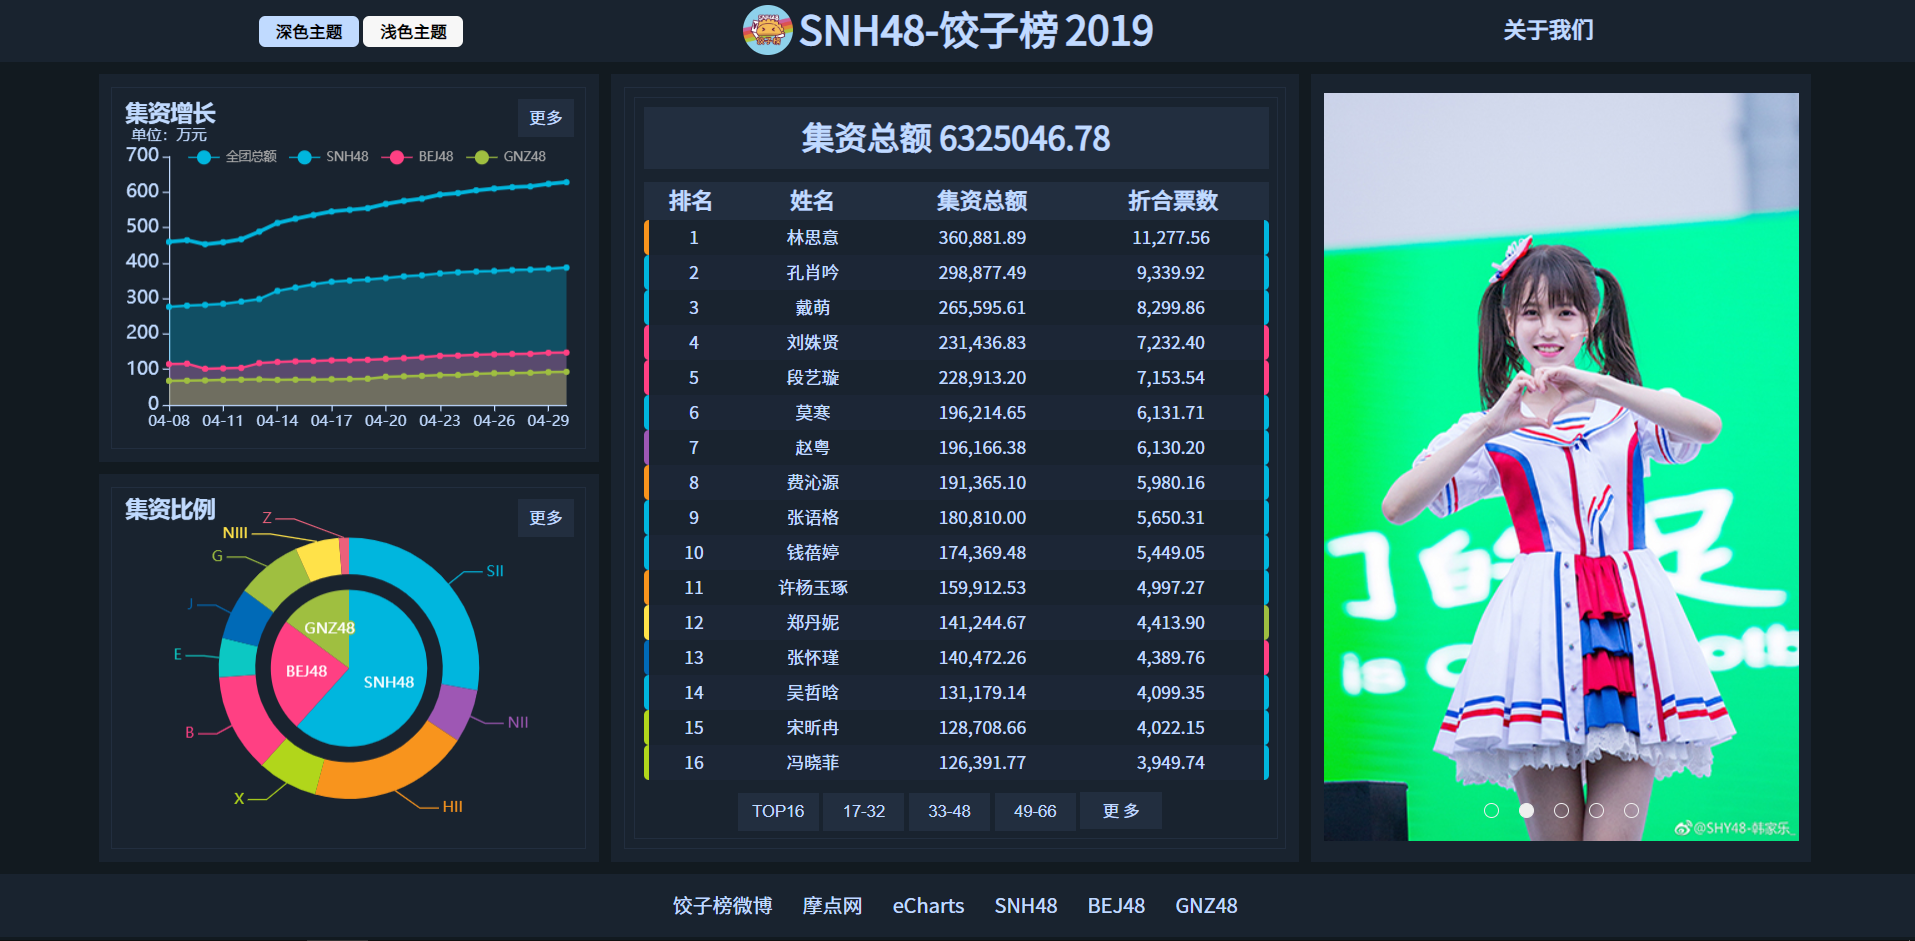 深色主题 浅色主题
SNH48-饺子榜 2019
关于我们
集资增长
更多
单位：万元
全团总额 SNH48 BEJ48 GNZ48
700
600
500
400
300
200
100
0
04-08 04-11 04-14 04-17 04-20 04-23 04-26 04-29
集资比例
更多
Z
NIII
G
SII
J
GNZ48
E
BEJ48
SNH48
NII
B
X
HII
集资总额 6325046.78
排名 姓名 集资总额 折合票数
1 林思意 360,881.89 11,277.56
2 孔肖吟 298,877.49 9,339.92
3 戴萌 265,595.61 8,299.86
4 刘姝贤 231,436.83 7,232.40
5 段艺璇 228,913.20 7,153.54
6 莫寒 196,214.65 6,131.71
7 赵粤 196,166.38 6,130.20
8 费沁源 191,365.10 5,980.16
9 张语格 180,810.00 5,650.31
10 钱蓓婷 174,369.48 5,449.05
11 许杨玉琢 159,912.53 4,997.27
12 郑丹妮 141,244.67 4,413.90
13 张怀瑾 140,472.26 4,389.76
14 吴哲晗 131,179.14 4,099.35
15 宋昕冉 128,708.66 4,022.15
16 冯晓菲 126,391.77 3,949.74
TOP16 17-32 33-48 49-66 更 多
@SHY48-韩家乐_
饺子榜微博 摩点网 eCharts SNH48 BEJ48 GNZ48